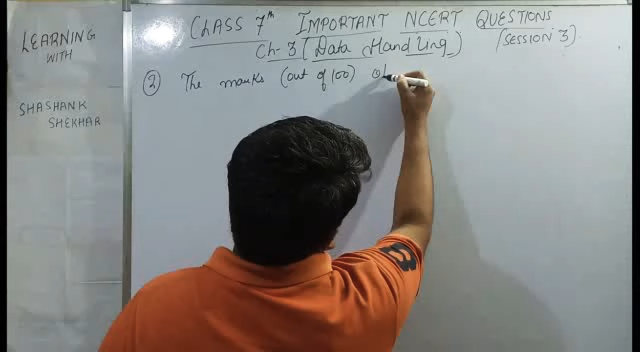 LEARNING
WITH
SHASHANK
SHEKHAR
CLASS 7th IMPORTANT NCERT QUESTIONS
Ch-3 (Data Handling) (SESSION 3)
② The marks (out of 100)